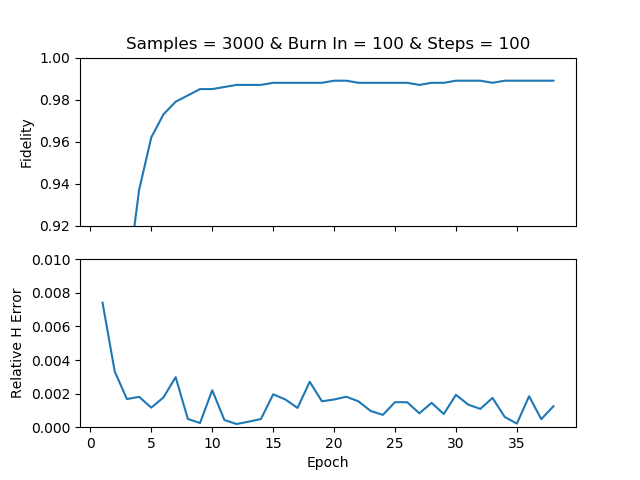 Samples = 3000 & Burn In = 100 & Steps = 100
1.00
0.98
0.96
0.94
0.92
Fidelity
0.010
0.008
0.006
0.004
0.002
0.000
Relative H Error
0 5 10 15 20 25 30 35
Epoch